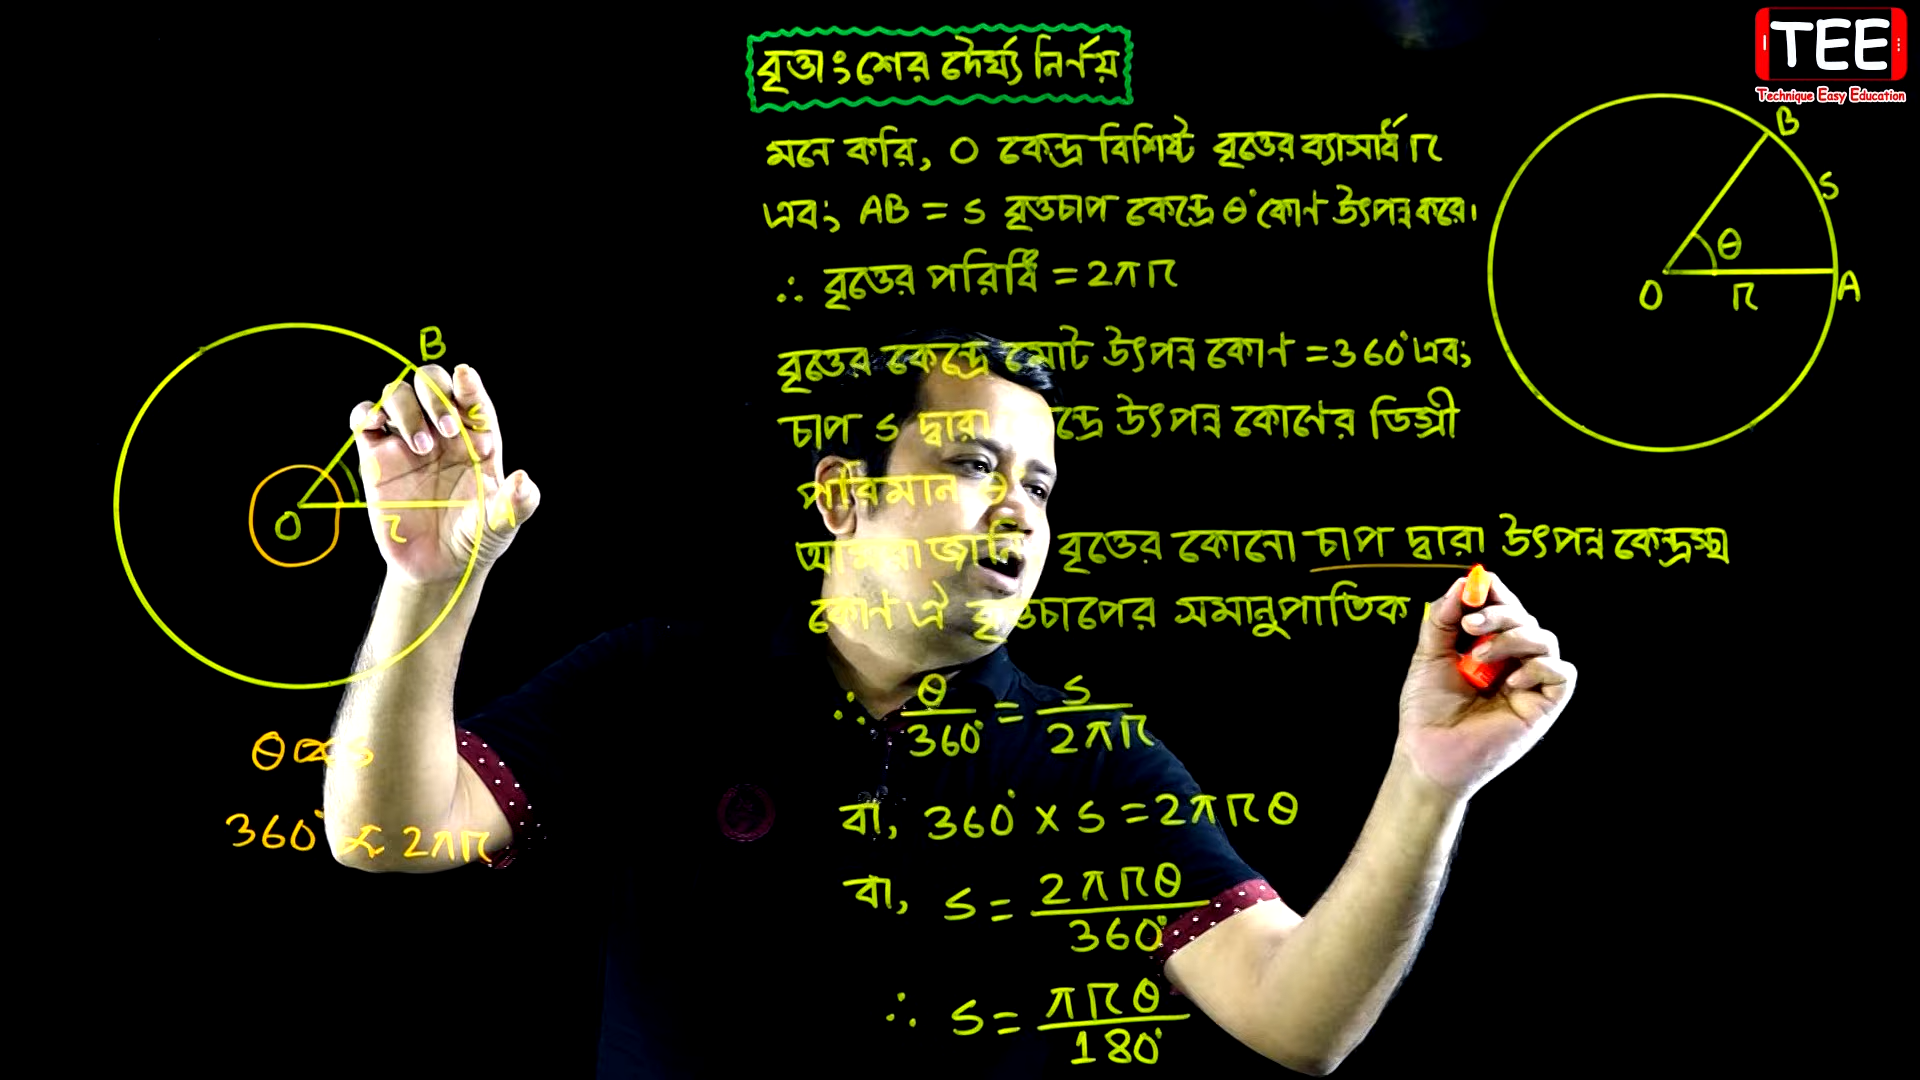 TEE
Technique Easy Education
বৃত্তাংশের দৈর্ঘ্য নির্ণয়
মনে করি, O কেন্দ্র বিশিষ্ট বৃত্তের ব্যাসার্ধ r
এবং AB = s বৃত্তচাপ কেন্দ্রে θ° কোণ উৎপন্ন করে।
∴ বৃত্তের পরিধি = 2πr
বৃত্তের কেন্দ্রে মোট উৎপন্ন কোণ = 360° এবং
চাপ s দ্বারা কেন্দ্রে উৎপন্ন কোণের ডিগ্রী
পরিমান θ
আমরা জানি বৃত্তের কোনো চাপ দ্বারা উৎপন্ন কেন্দ্রস্থ
কোণ ঐ বৃত্তচাপের সমানুপাতিক।
∴ θ/360° = s/2πr
বা, 360° × s = 2πrθ
বা, s = 2πrθ/360°
∴ s = πrθ/180°
B
s
θ
O
r
A
B
s
O
r
A
θ ∝ s
360° ∝ 2πr